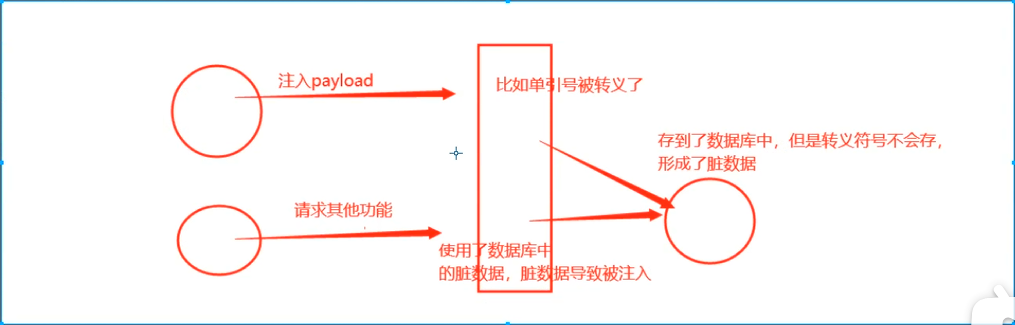 注入payload
比如单引号被转义了
存到了数据库中，但是转义符号不会存，
形成了脏数据
请求其他功能
使用了数据库中
的脏数据，脏数据导致被注入